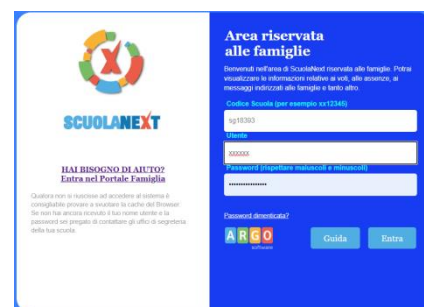 SCUOLANEXT
HAI BISOGNO DI AIUTO?
Entra nel Portale Famiglia
Qualora non si riuscisse ad accedere al sistema è
consigliabile provare a svuotare la cache del Browser.
Se non hai ancora ricevuto il tuo nome utente e la
password sei pregato di contattare gli uffici di segreteria
della tua scuola.
Area riservata
alle famiglie
Benvenuti nell'area di ScuolaNext riservata alle famiglie. Potrai
visualizzare le informazioni relative ai voti, alle assenze, ai
messaggi indirizzati alle famiglie e tanto altro.
Codice Scuola (per esempio xx12345)
sg18393
Utente
xxxxxx
Password (rispettare maiuscoli e minuscoli)
••••••••••••••••
Password dimenticata?
ARGO
software
Guida
Entra